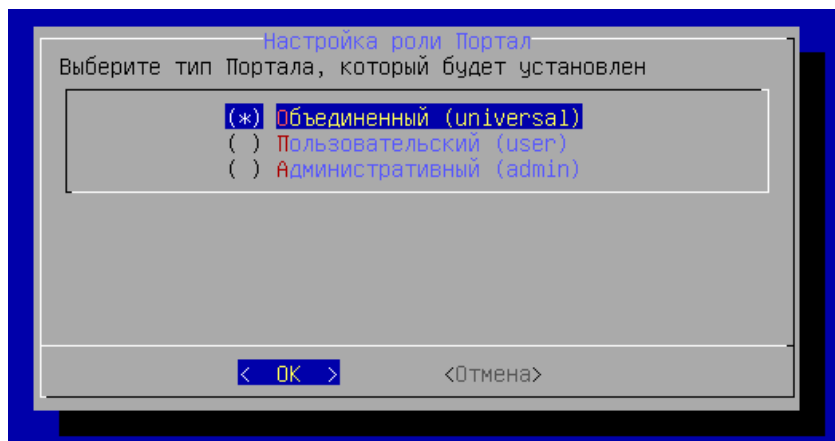 Настройка роли Портал
Выберите тип Портала, который будет установлен
(*) Объединенный (universal)
( ) Пользовательский (user)
( ) Административный (admin)
< OK > <Отмена>